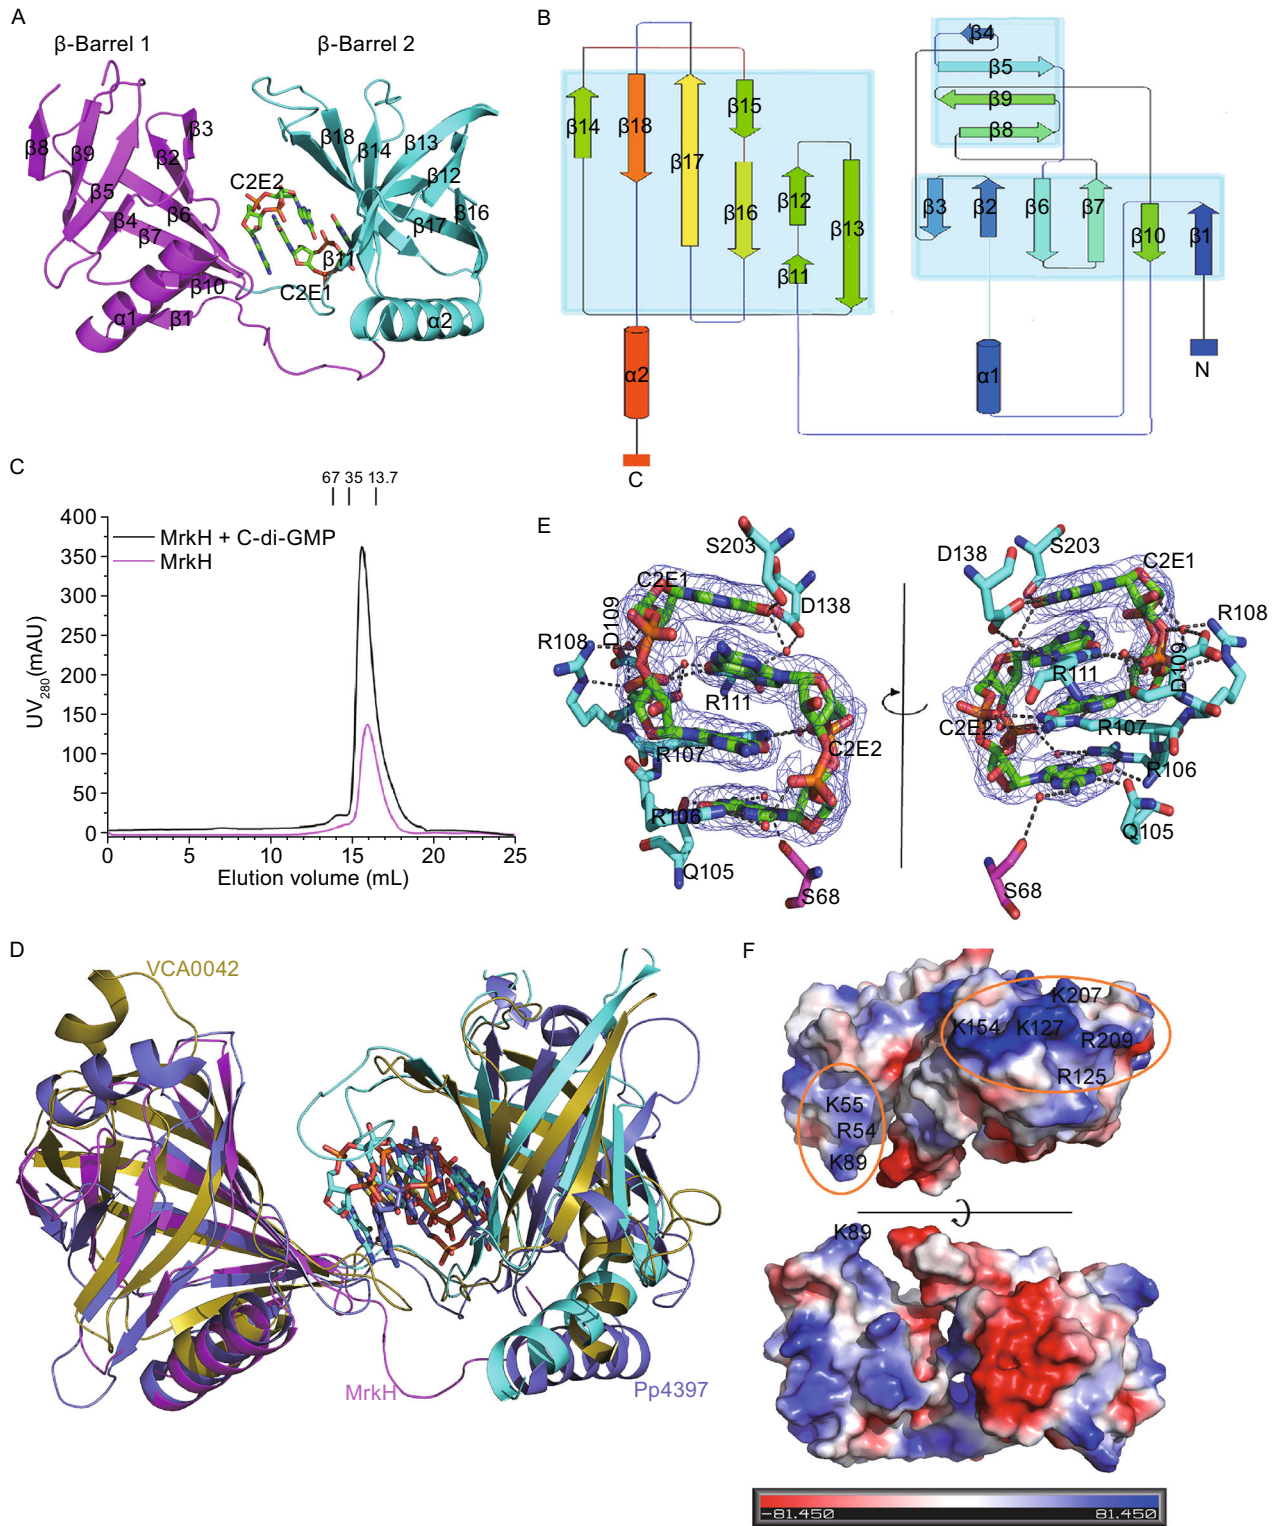 A
β-Barrel 1
β-Barrel 2
β8
β9
β3
β2
β5
β4
β6
β7
β10
α1
β1
C2E2
C2E1
β11
β18
β14
β13
β12
β16
β17
α2
B
β14
β18
β17
β15
β16
β12
β11
β13
α2
C
β4
β5
β9
β8
β3
β2
β6
β7
β10
β1
α1
N
C
67 35 13.7
MrkH + C-di-GMP
MrkH
UV280 (mAU)
400
350
300
250
200
150
100
50
0
0 5 10 15 20 25
Elution volume (mL)
E
S203
C2E1
D138
D109
R108
R111
C2E2
R107
R106
Q105
S68
D138
S203
C2E1
R108
D109
R111
C2E2
R107
R106
Q105
S68
D
VCA0042
MrkH
Pp4397
F
K207
K154
K127
R209
R125
K55
R54
K89
K89
-81.450 81.450